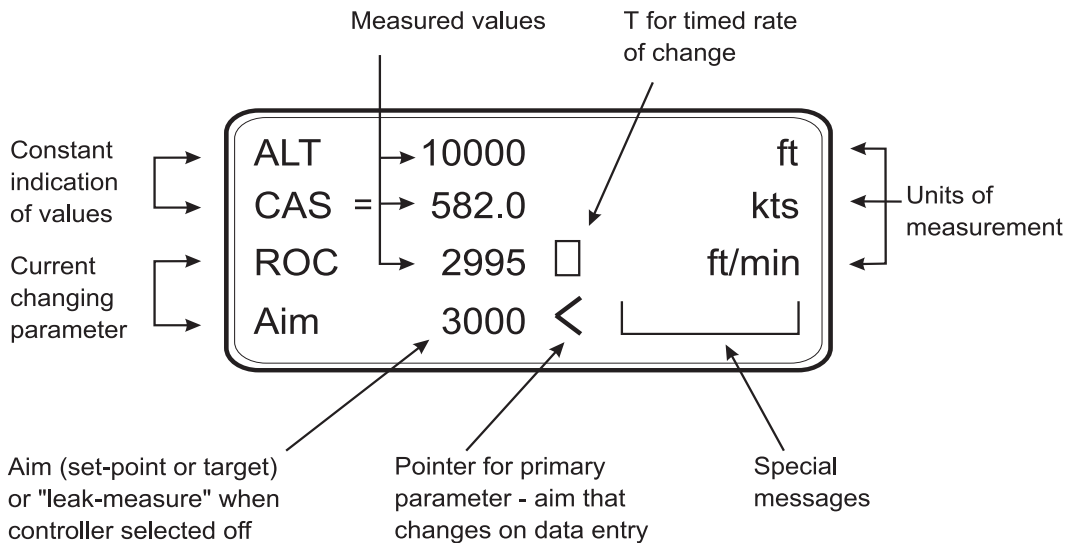 Measured values
T for timed rate
of change
Constant
indication
of values
Current
changing
parameter
ALT 10000 ft
CAS = 582.0 kts
ROC 2995 ft/min
Aim 3000 <
Units of
measurement
Aim (set-point or target)
or "leak-measure" when
controller selected off
Pointer for primary
parameter - aim that
changes on data entry
Special
messages